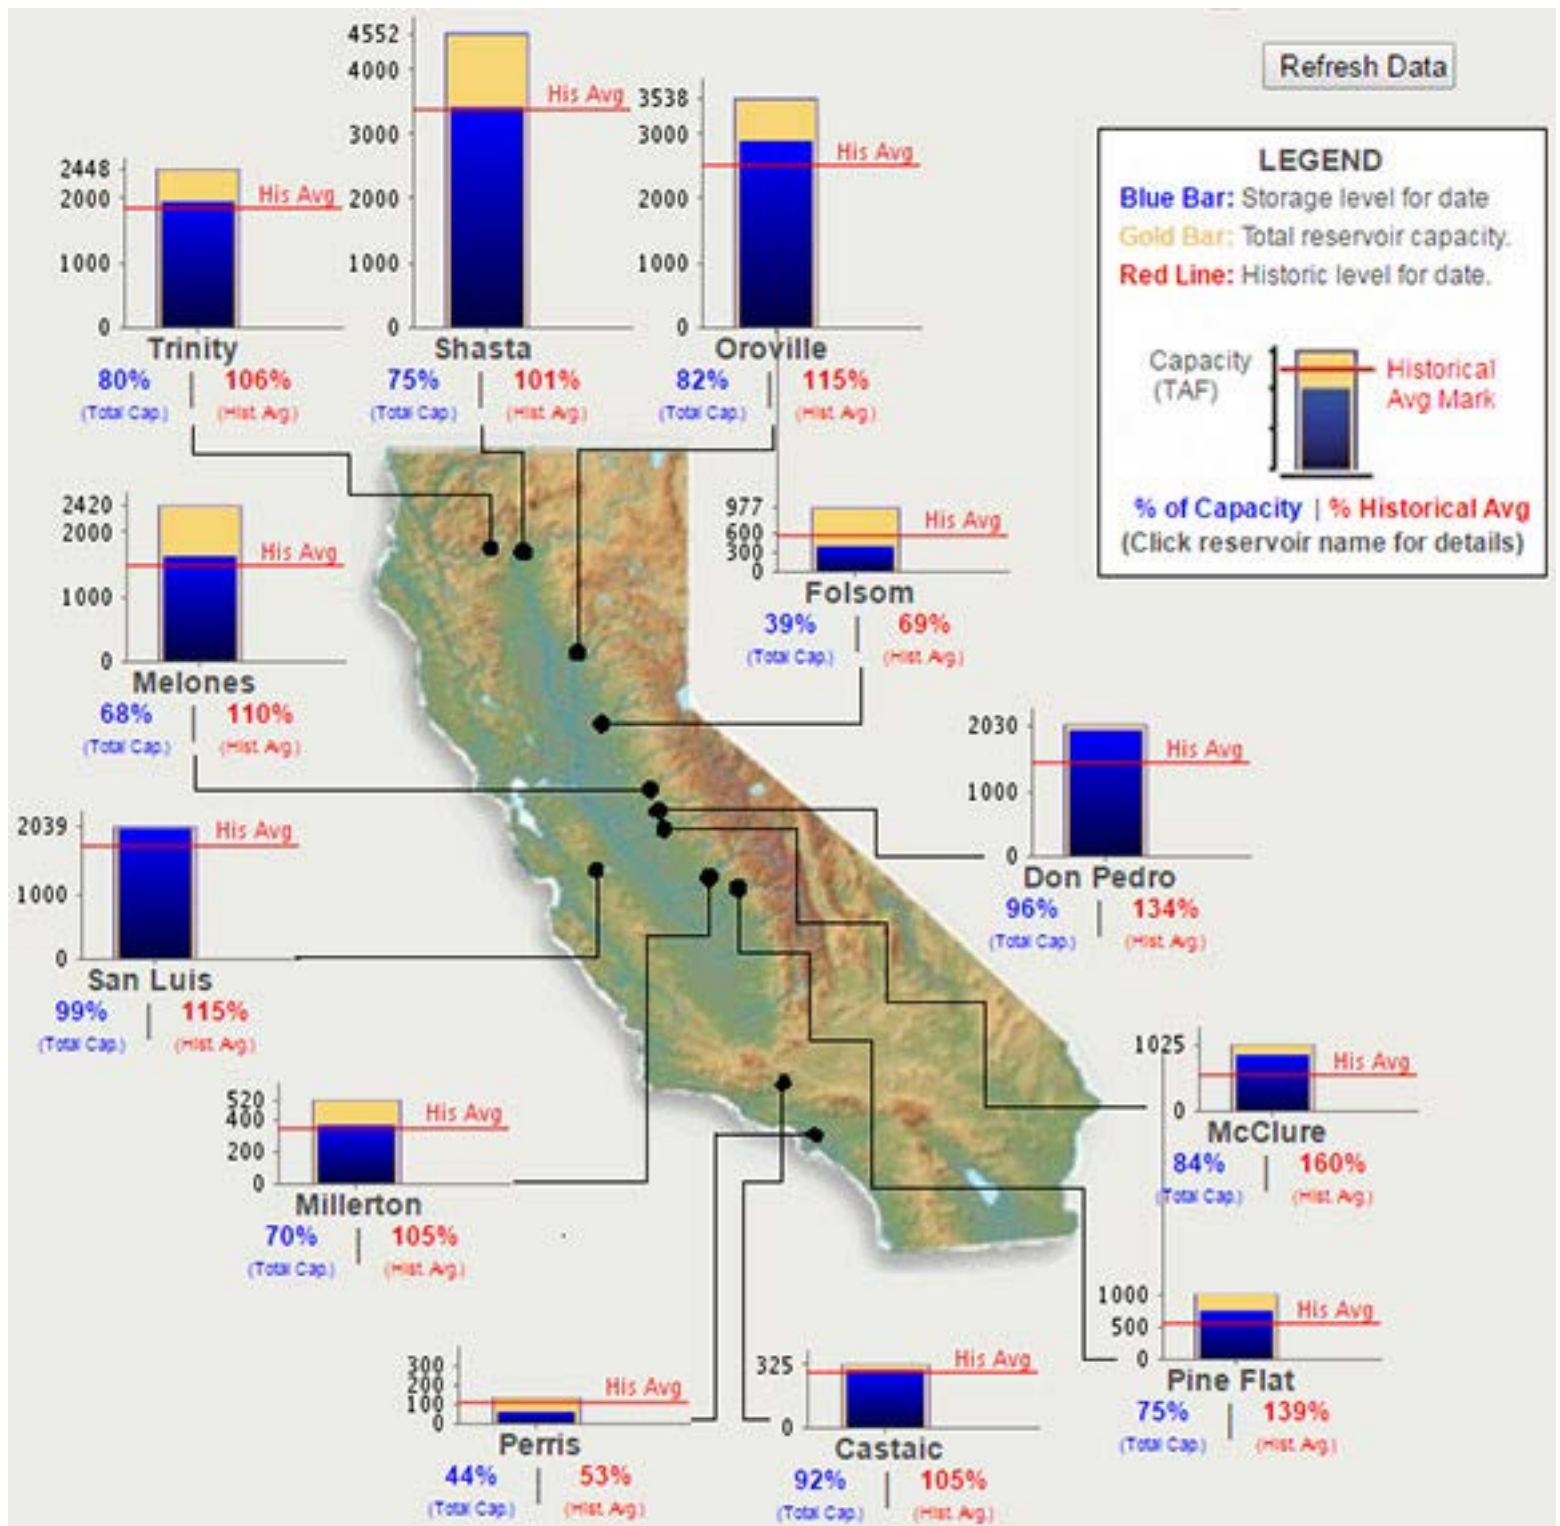 Refresh Data
LEGEND
Blue Bar: Storage level for date
Gold Bar: Total reservoir capacity.
Red Line: Historic level for date.
Capacity
(TAF)
Historical
Avg Mark
% of Capacity | % Historical Avg
(Click reservoir name for details)
2448
2000
1000
0
His Avg
Trinity
80% | 106%
(Total Cap.) (Hist. Avg.)
4552
4000
3000
2000
1000
0
His Avg
Shasta
75% | 101%
(Total Cap.) (Hist. Avg.)
3538
3000
2000
1000
0
His Avg
Oroville
82% | 115%
(Total Cap.) (Hist. Avg.)
2420
2000
1000
0
His Avg
Melones
68% | 110%
(Total Cap.) (Hist. Avg.)
977
600
300
0
His Avg
Folsom
39% | 69%
(Total Cap.) (Hist. Avg.)
2030
1000
0
His Avg
Don Pedro
96% | 134%
(Total Cap.) (Hist. Avg.)
2039
1000
0
His Avg
San Luis
99% | 115%
(Total Cap.) (Hist. Avg.)
1025
0
His Avg
McClure
84% | 160%
(Total Cap.) (Hist. Avg.)
520
400
200
0
His Avg
Millerton
70% | 105%
(Total Cap.) (Hist. Avg.)
1000
500
0
His Avg
Pine Flat
75% | 139%
(Total Cap.) (Hist. Avg.)
300
200
100
0
His Avg
Perris
44% | 53%
(Total Cap.) (Hist. Avg.)
325
0
His Avg
Castaic
92% | 105%
(Total Cap.) (Hist. Avg.)